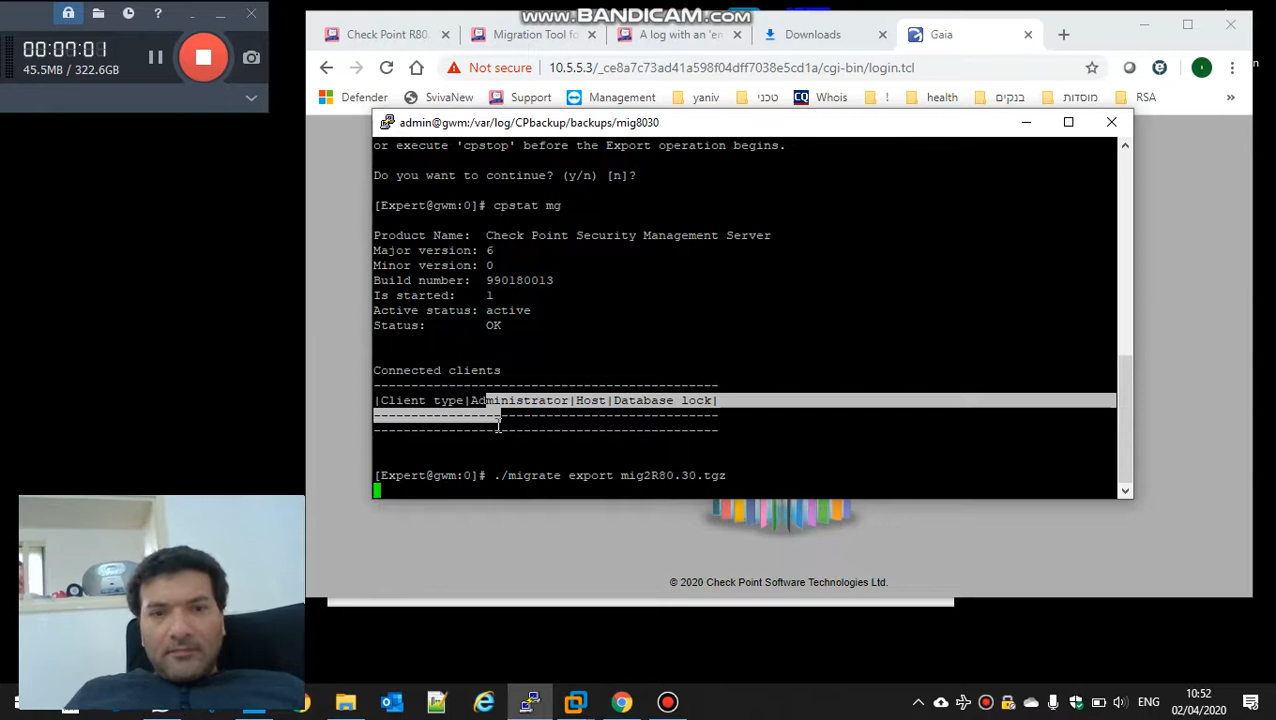 www.BANDICAM.com
00:07:01
45.5MB / 322.6GB
Check Point R80.
Migration Tool fo
A log with an 'en
Downloads
Gaia
Not secure
10.5.5.3/_ce8a7c73ad41a598f04dff7038e5cd1a/cgi-bin/login.tcl
Defender
SvivaNew
Support
Management
yaniv
טכני
CQ
Whois
!
health
בנקים
מוסדות
RSA
»
admin@gwm:/var/log/CPbackup/backups/mig8030
or execute 'cpstop' before the Export operation begins.
Do you want to continue? (y/n) [n]?
[Expert@gwm:0]# cpstat mg
Product Name: Check Point Security Management Server
Major version: 6
Minor version: 0
Build number: 990180013
Is started: 1
Active status: active
Status: OK
Connected clients
----------------------------------------------
|Client type|Administrator|Host|Database lock|
----------------------------------------------
----------------------------------------------
[Expert@gwm:0]# ./migrate export mig2R80.30.tgz
© 2020 Check Point Software Technologies Ltd.
ENG
10:52
02/04/2020